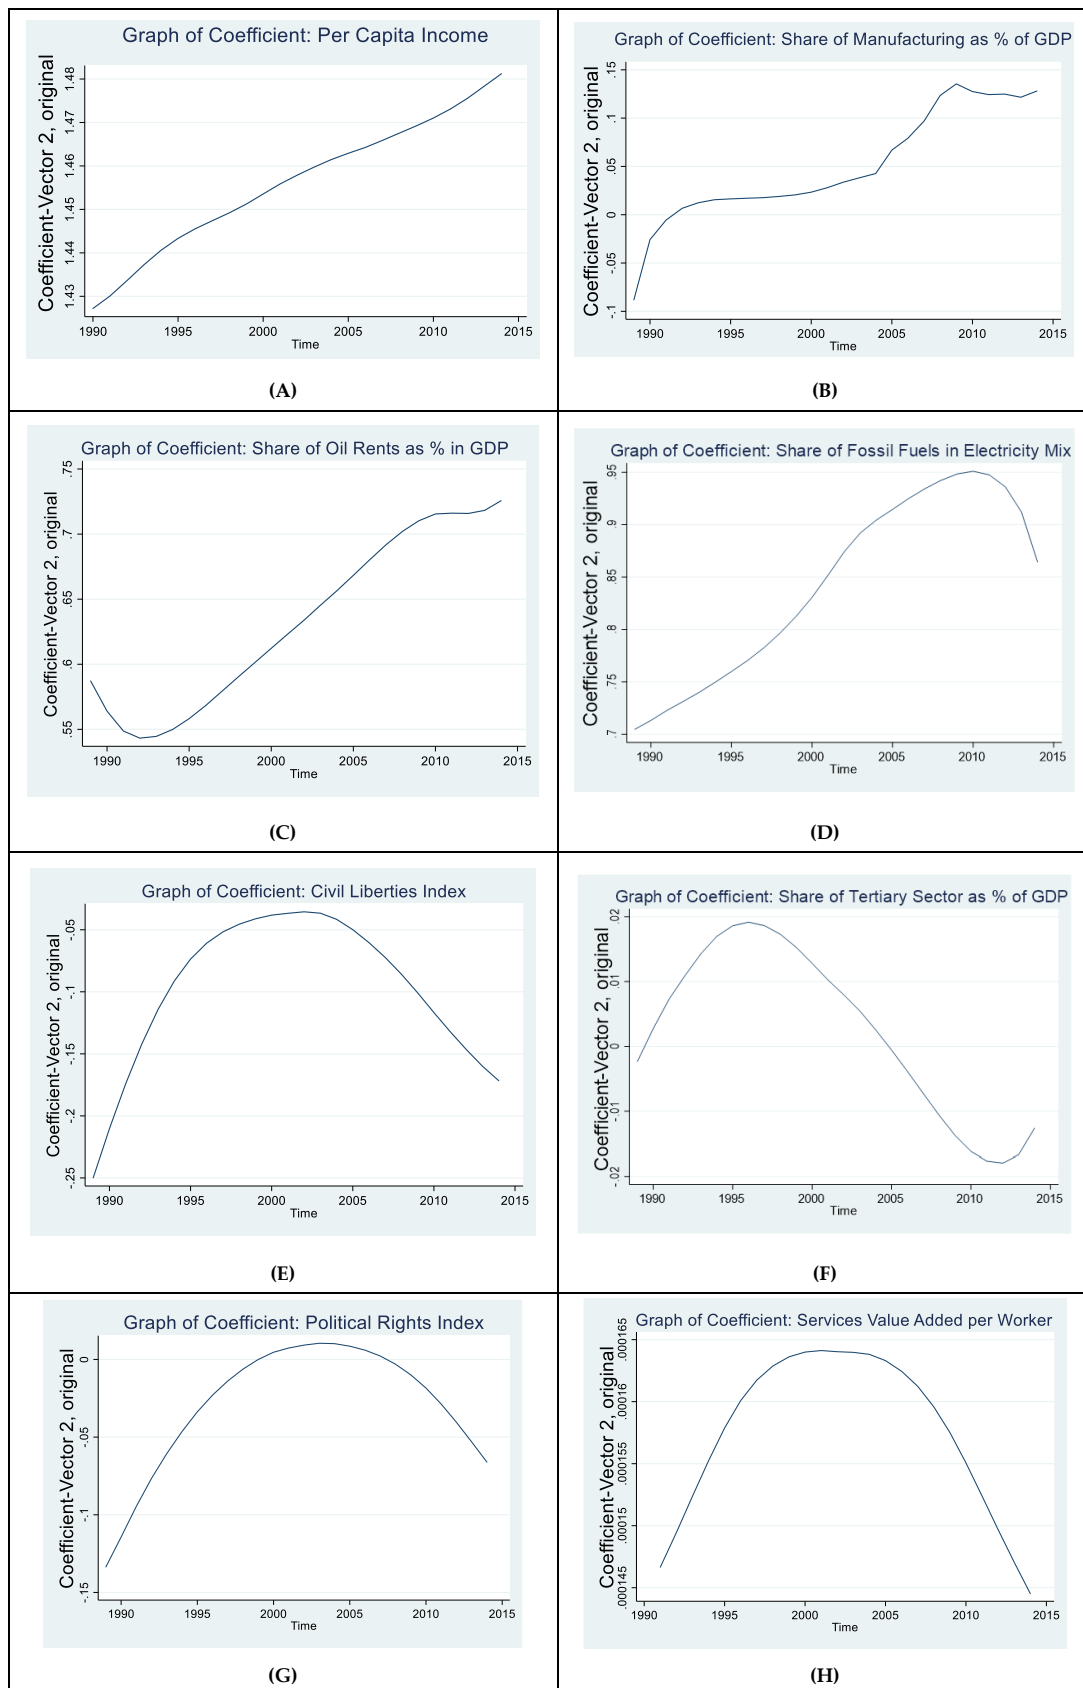 Graph of Coefficient: Per Capita Income
Coefficient-Vector 2, original
1.48
1.47
1.46
1.45
1.44
1.43
1990 1995 2000 2005 2010 2015
Time
(A)
Graph of Coefficient: Share of Manufacturing as % of GDP
Coefficient-Vector 2, original
.15
.1
.05
0
-.05
-.1
1990 1995 2000 2005 2010 2015
Time
(B)
Graph of Coefficient: Share of Oil Rents as % in GDP
Coefficient-Vector 2, original
.75
.7
.65
.6
.55
1990 1995 2000 2005 2010 2015
Time
(C)
Graph of Coefficient: Share of Fossil Fuels in Electricity Mix
Coefficient-Vector 2, original
.95
.9
.85
.8
.75
.7
1990 1995 2000 2005 2010 2015
Time
(D)
Graph of Coefficient: Civil Liberties Index
Coefficient-Vector 2, original
-.05
-.1
-.15
-.2
-.25
1990 1995 2000 2005 2010 2015
Time
(E)
Graph of Coefficient: Share of Tertiary Sector as % of GDP
Coefficient-Vector 2, original
.02
.01
0
-.01
-.02
1990 1995 2000 2005 2010 2015
Time
(F)
Graph of Coefficient: Political Rights Index
Coefficient-Vector 2, original
0
-.05
-.1
-.15
1990 1995 2000 2005 2010 2015
Time
(G)
Graph of Coefficient: Services Value Added per Worker
Coefficient-Vector 2, original
.000165
.00016
.000155
.00015
.000145
1990 1995 2000 2005 2010 2015
Time
(H)